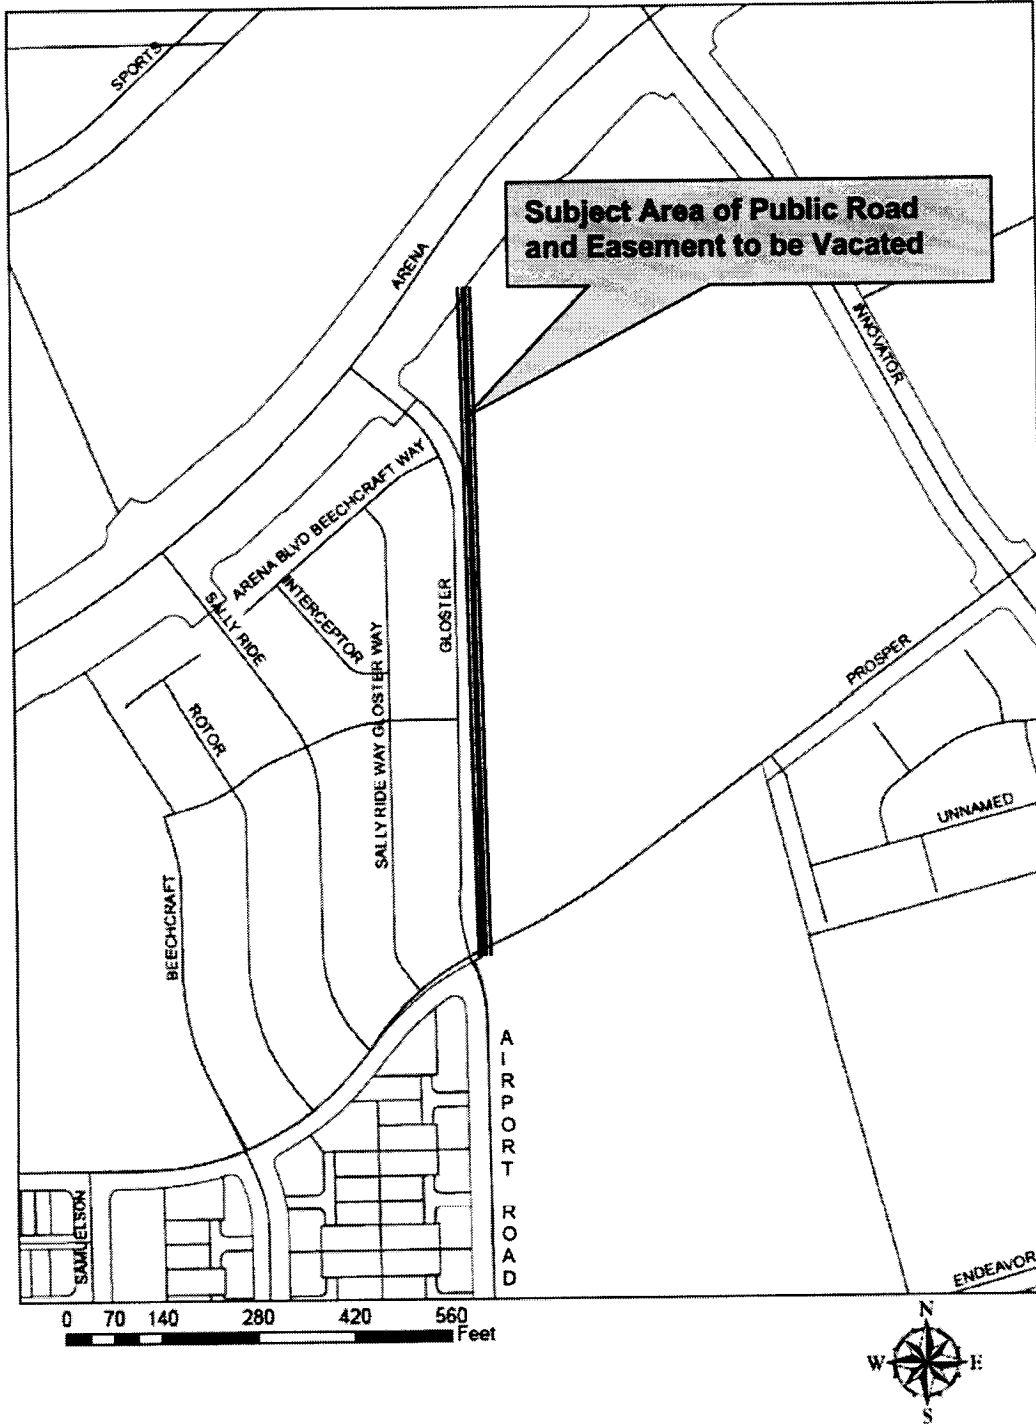 SPORTS
Subject Area of Public Road
and Easement to be Vacated
ARENA
INNOVATOR
ARENA BLVD BEECHCRAFT WAY
SALLY RIDE
INTERCEPTOR
GLOSTER
SALLY RIDE WAY GLOSTER WAY
PROSPER
ROTOR
UNNAMED
BEECHCRAFT
AIRPORT ROAD
SAMUELSON
ENDEAVOR
0 70 140 280 420 560
Feet
N
W E
S